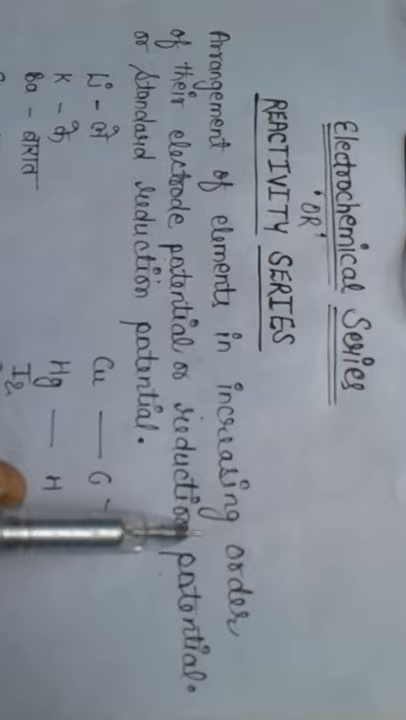 Electrochemical Series
'OR'
REACTIVITY SERIES
Arrangement of elements in increasing order
of their electrode potential or reduction potential.
or Standard reduction potential.
Li - ले
K - के
Ba - बारात
Cu — C
Hg — H